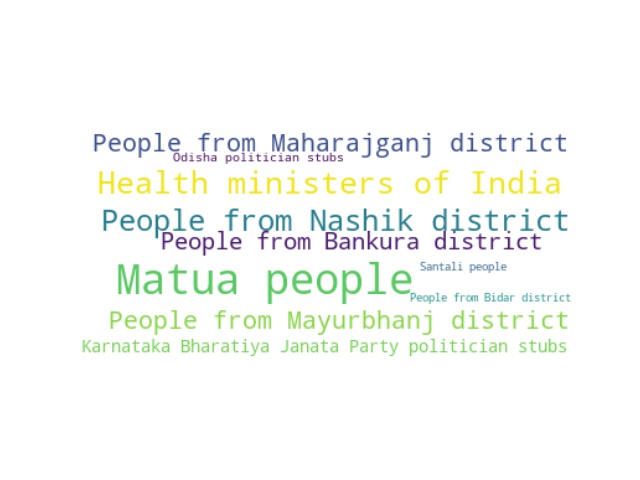 People from Maharajganj district
Odisha politician stubs
Health ministers of India
People from Nashik district
People from Bankura district
Matua people
Santali people
People from Bidar district
People from Mayurbhanj district
Karnataka Bharatiya Janata Party politician stubs